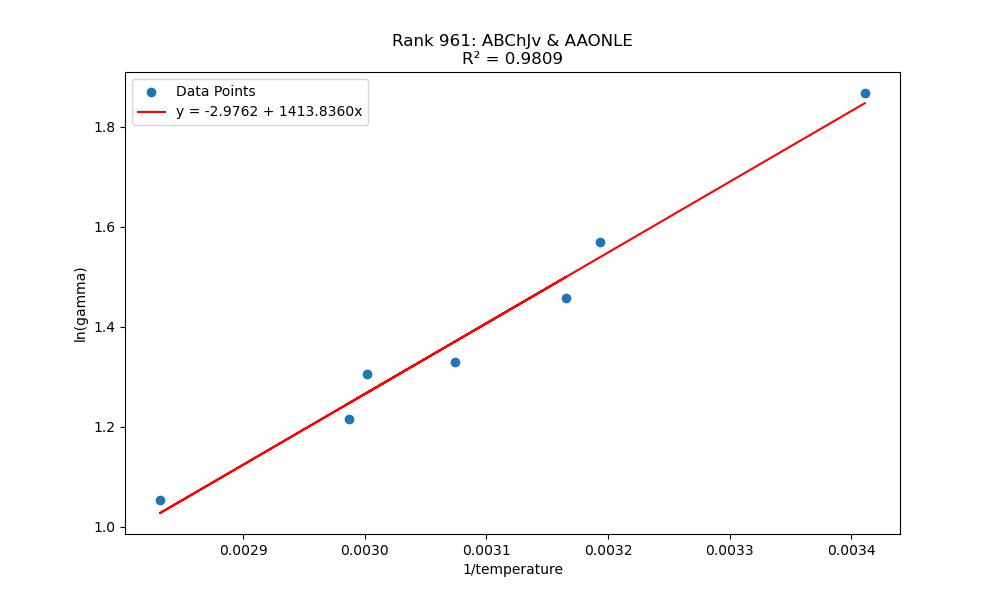 Rank 961: ABChJv & AAONLE
R² = 0.9809
Data Points
y = -2.9762 + 1413.8360x
1.8
1.6
1.4
1.2
1.0
ln(gamma)
0.0029 0.0030 0.0031 0.0032 0.0033 0.0034
1/temperature